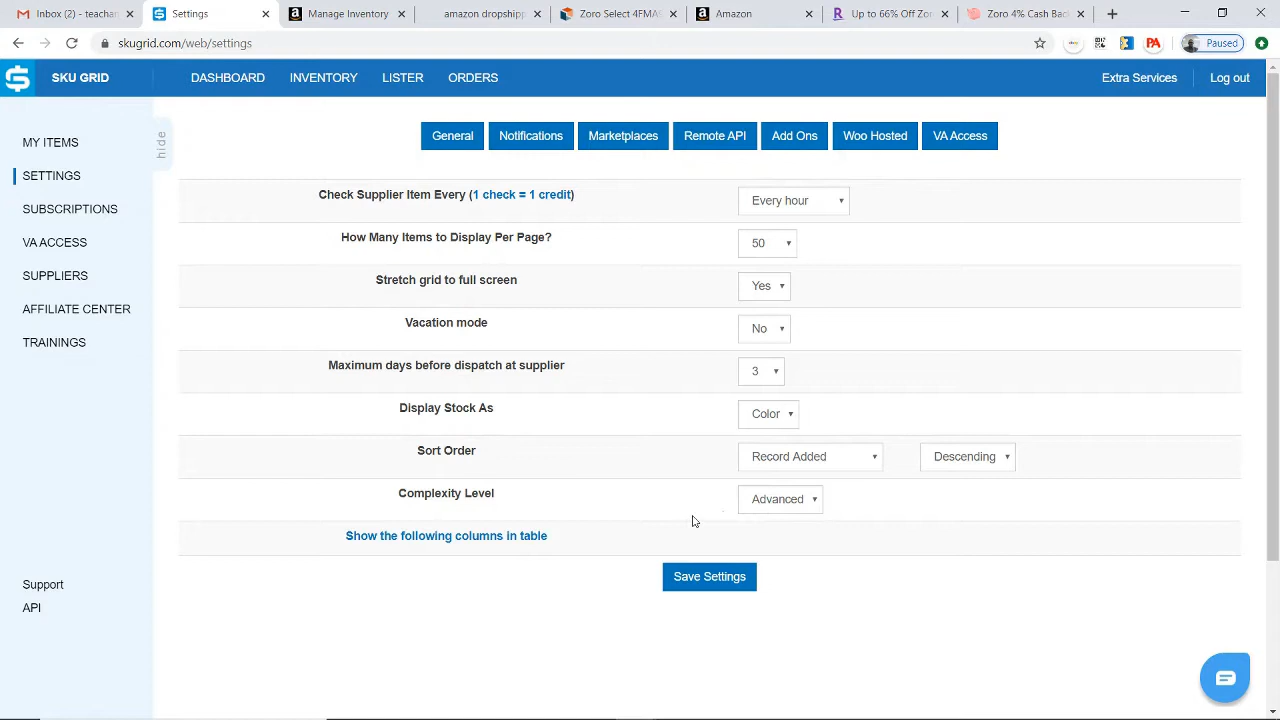 Inbox (2) - teachan
Settings
Manage Inventory
amazon dropshipp
Zoro Select 4FMA
Amazon
Up to 66% Off Zo
Zoro 4% Cash Back
skugrid.com/web/settings
PA
Paused
SKU GRID
DASHBOARD
INVENTORY
LISTER
ORDERS
Extra Services
Log out
MY ITEMS
SETTINGS
SUBSCRIPTIONS
VA ACCESS
SUPPLIERS
AFFILIATE CENTER
TRAININGS
Support
API
hide
General
Notifications
Marketplaces
Remote API
Add Ons
Woo Hosted
VA Access
Check Supplier Item Every (1 check = 1 credit)
Every hour
How Many Items to Display Per Page?
50
Stretch grid to full screen
Yes
Vacation mode
No
Maximum days before dispatch at supplier
3
Display Stock As
Color
Sort Order
Record Added
Descending
Complexity Level
Advanced
Show the following columns in table
Save Settings